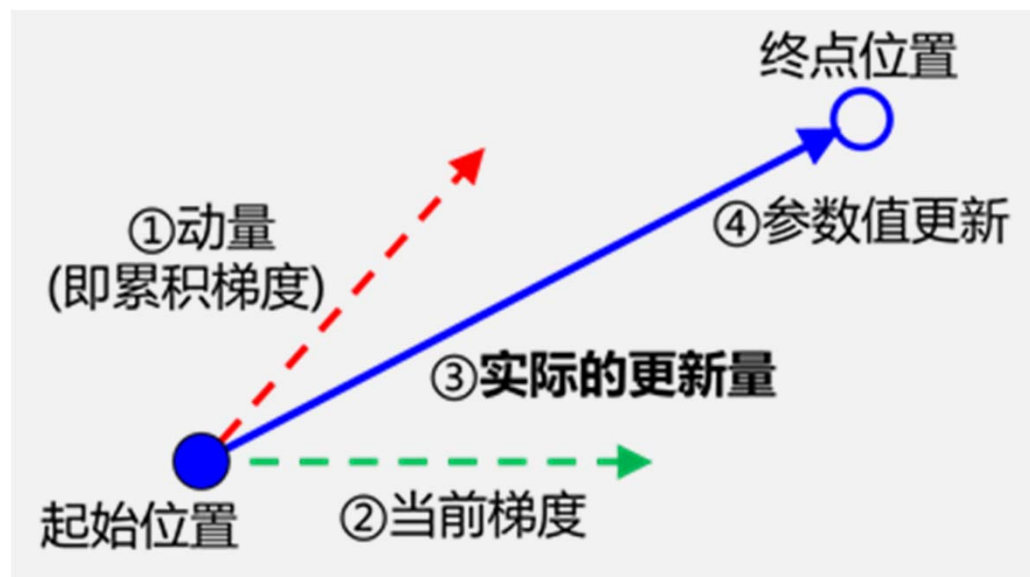 终点位置
①动量
(即累积梯度)
④参数值更新
③实际的更新量
起始位置
②当前梯度